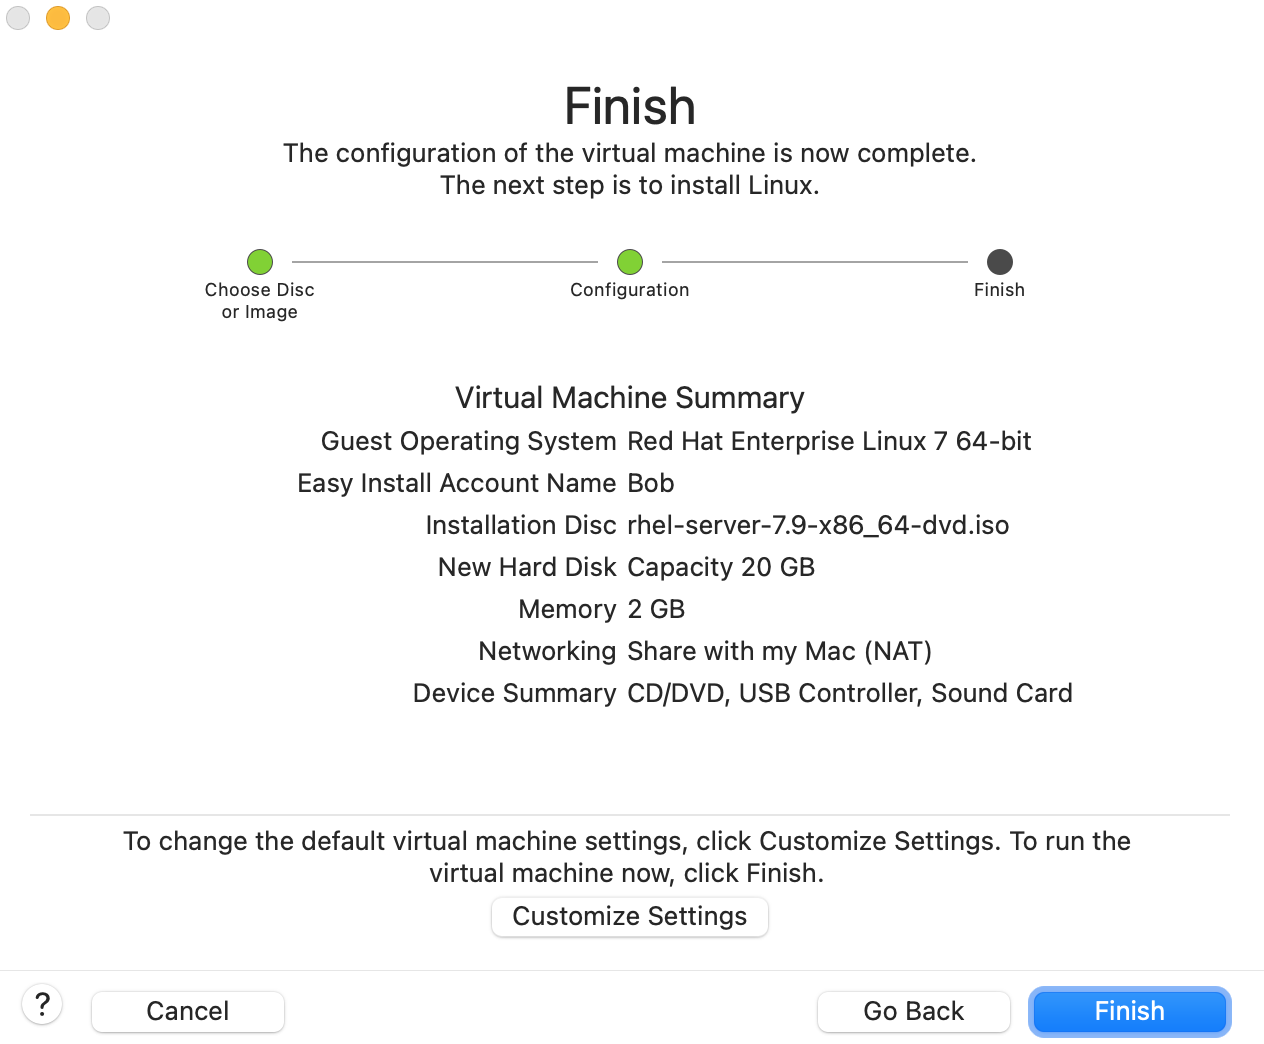 Finish
The configuration of the virtual machine is now complete.
The next step is to install Linux.
Choose Disc
or Image
Configuration
Finish
Virtual Machine Summary
Guest Operating System Red Hat Enterprise Linux 7 64-bit
Easy Install Account Name Bob
Installation Disc rhel-server-7.9-x86_64-dvd.iso
New Hard Disk Capacity 20 GB
Memory 2 GB
Networking Share with my Mac (NAT)
Device Summary CD/DVD, USB Controller, Sound Card
To change the default virtual machine settings, click Customize Settings. To run the
virtual machine now, click Finish.
Customize Settings
? Cancel Go Back Finish